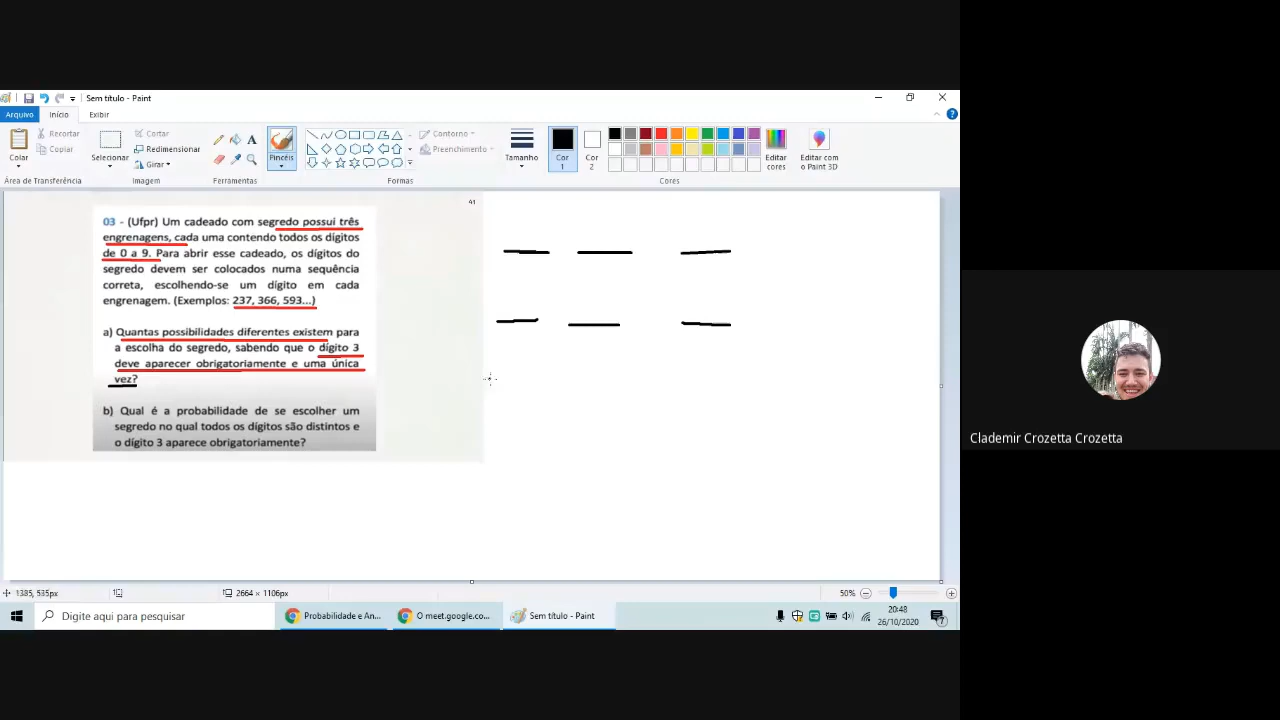 Sem título - Paint
Arquivo Início Exibir
Colar
Recortar
Copiar
Selecionar
Cortar
Redimensionar
Girar
Pincéis
Contorno
Preenchimento
Tamanho
Cor 1
Cor 2
Editar cores
Editar com o Paint 3D
Área de Transferência Imagem Ferramentas Formas Cores
41
03 - (Ufpr) Um cadeado com segredo possui três
engrenagens, cada uma contendo todos os dígitos
de 0 a 9. Para abrir esse cadeado, os dígitos do
segredo devem ser colocados numa sequência
correta, escolhendo-se um dígito em cada
engrenagem. (Exemplos: 237, 366, 593...)
a) Quantas possibilidades diferentes existem para
a escolha do segredo, sabendo que o dígito 3
deve aparecer obrigatoriamente e uma única
vez?
b) Qual é a probabilidade de se escolher um
segredo no qual todos os dígitos são distintos e
o dígito 3 aparece obrigatoriamente?
Clademir Crozetta Crozetta
1385, 535px 2664 × 1106px 50%
Digite aqui para pesquisar Probabilidade e An... O meet.google.co... Sem título - Paint 20:48
26/10/2020
7